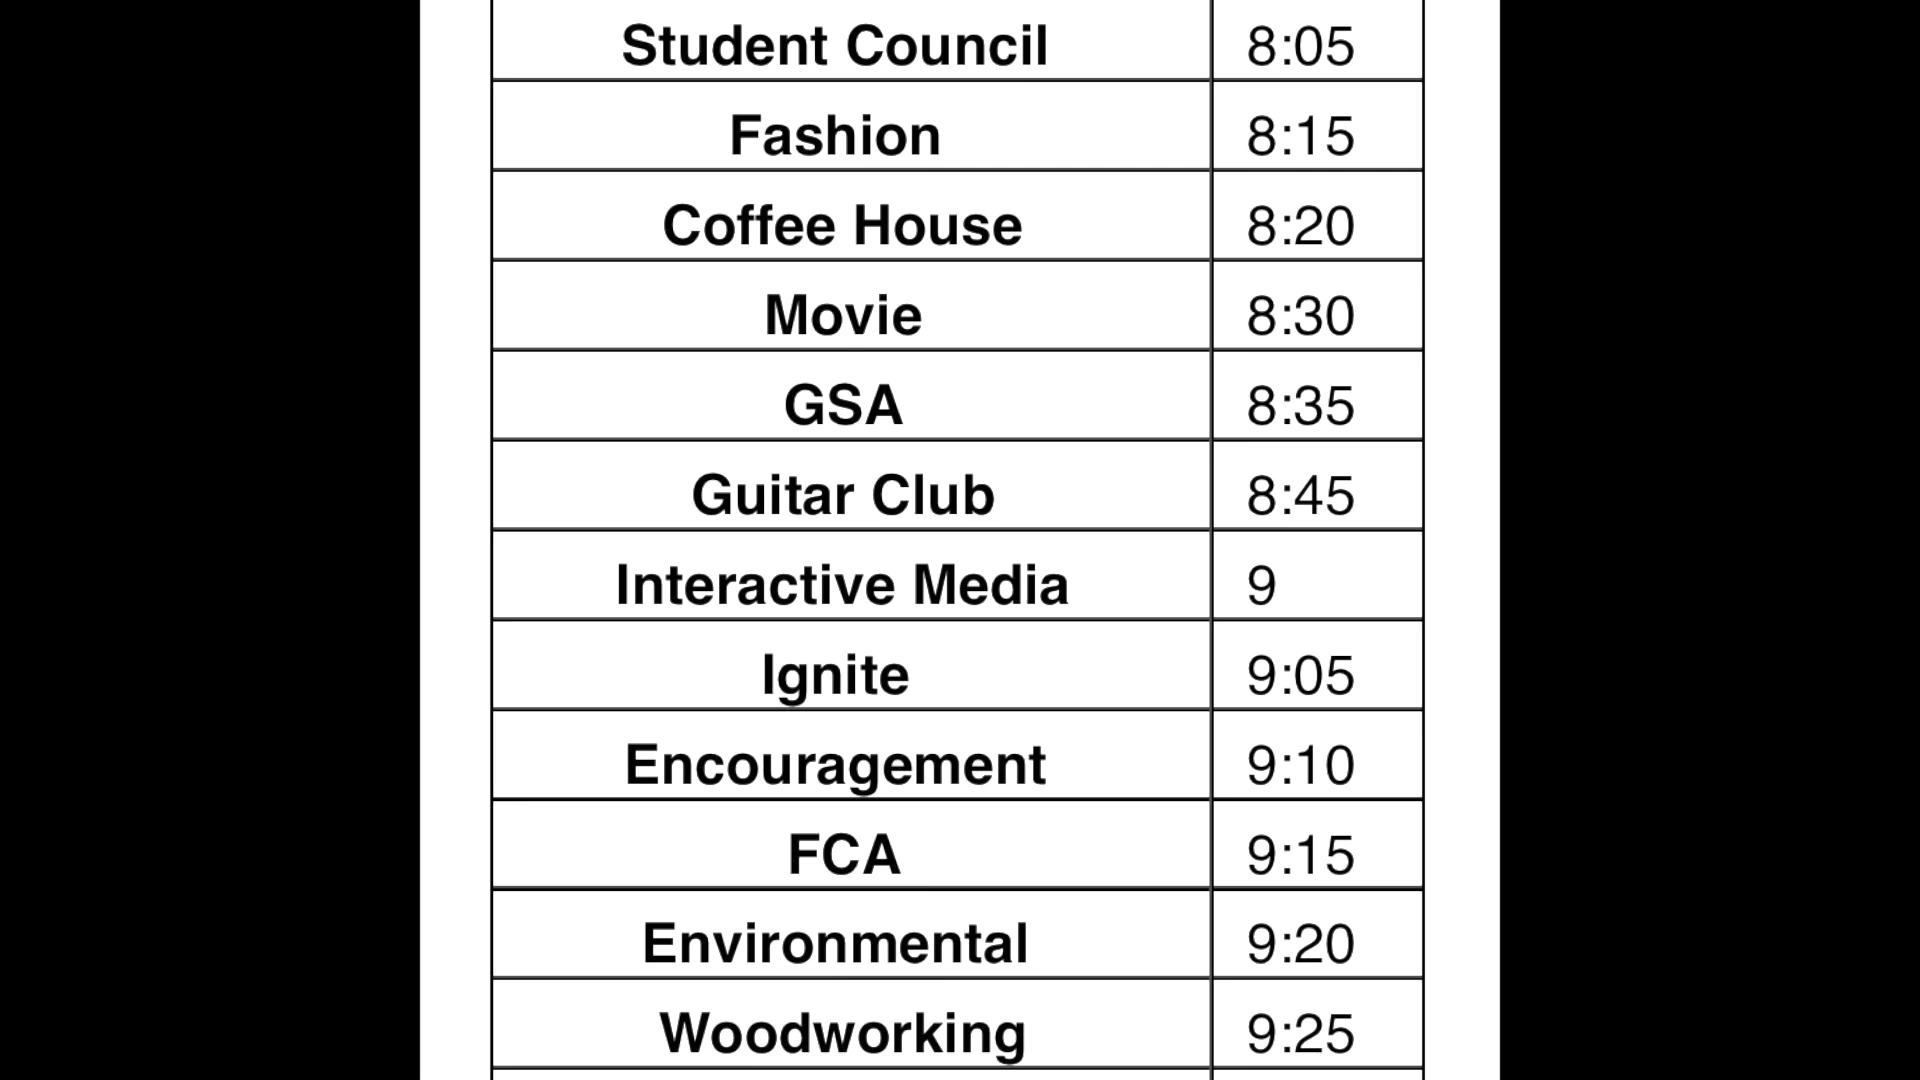 Student Council 8:05
Fashion 8:15
Coffee House 8:20
Movie 8:30
GSA 8:35
Guitar Club 8:45
Interactive Media 9
Ignite 9:05
Encouragement 9:10
FCA 9:15
Environmental 9:20
Woodworking 9:25